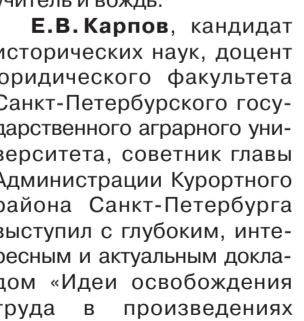 учитель и вождь.
Е.В. Карпов, кандидат
исторических наук, доцент
юридического факультета
Санкт-Петербургского госу-
дарственного аграрного уни-
верситета, советник главы
Администрации Курортного
района Санкт-Петербурга
выступил с глубоким, инте-
ресным и актуальным докла-
дом «Идеи освобождения
труда в произведениях